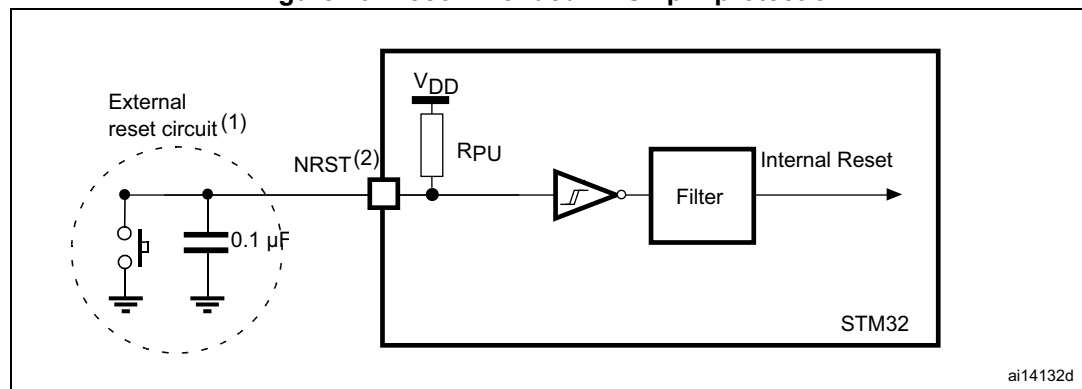 VDD
External
reset circuit(1)
NRST(2)
RPU
Internal Reset
Filter
0.1 µF
STM32
ai14132d